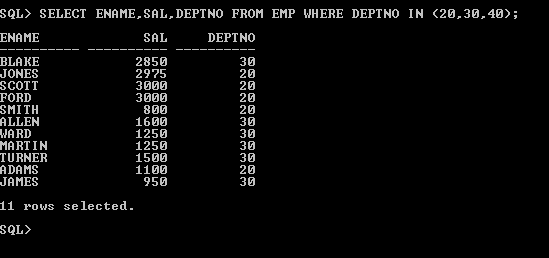 SQL> SELECT ENAME,SAL,DEPTNO FROM EMP WHERE DEPTNO IN (20,30,40);
ENAME             SAL     DEPTNO
---------- ---------- ----------
BLAKE            2850         30
JONES            2975         20
SCOTT            3000         20
FORD             3000         20
SMITH             800         20
ALLEN            1600         30
WARD             1250         30
MARTIN           1250         30
TURNER           1500         30
ADAMS            1100         20
JAMES             950         30
11 rows selected.
SQL>